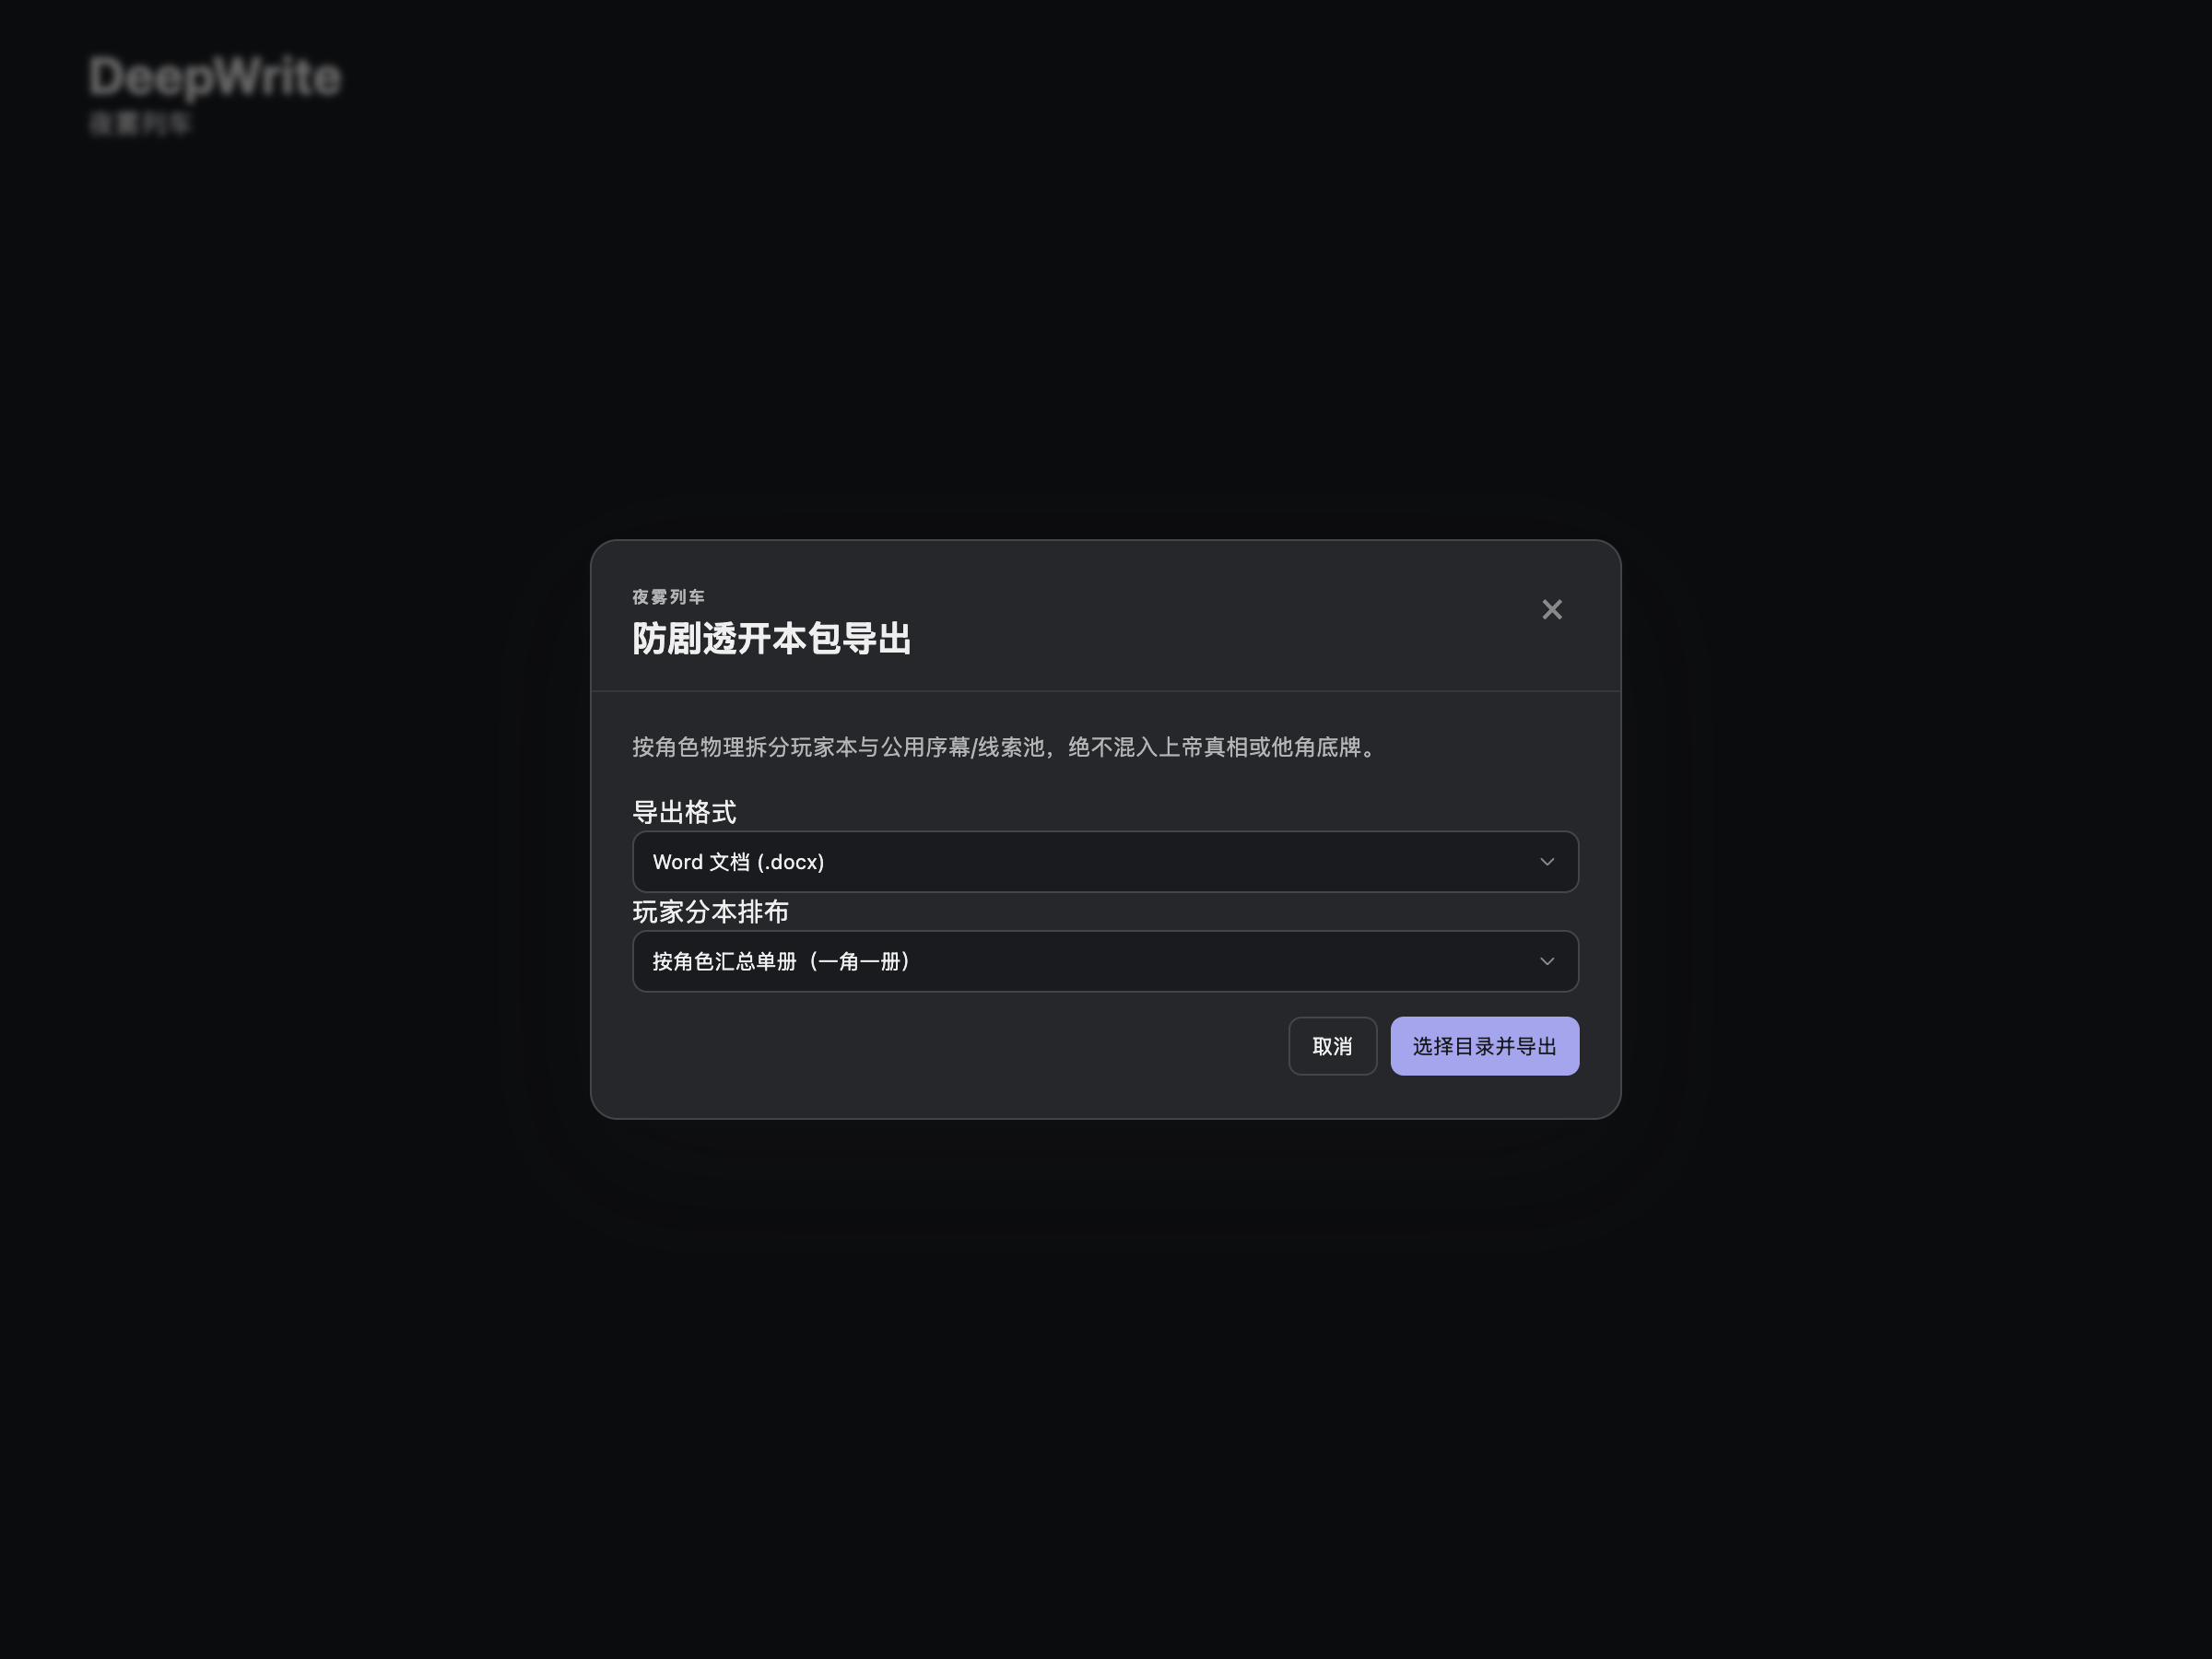 DeepWrite
夜雾列车
夜雾列车
防剧透开本包导出
按角色物理拆分玩家本与公用序幕/线索池，绝不混入上帝真相或他角底牌。
导出格式
Word 文档 (.docx)
玩家分本排布
按角色汇总单册（一角一册）
取消
选择目录并导出